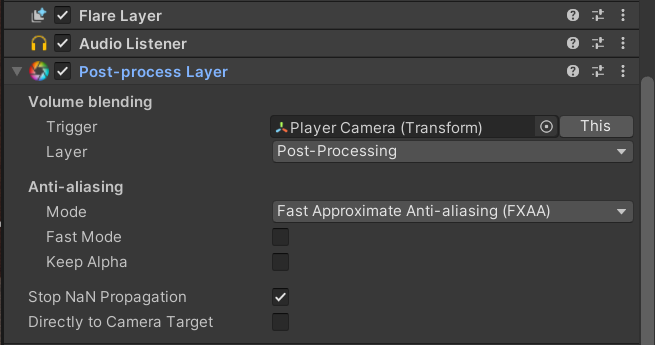 Flare Layer
Audio Listener
Post-process Layer
Volume blending
Trigger Player Camera (Transform) This
Layer Post-Processing
Anti-aliasing
Mode Fast Approximate Anti-aliasing (FXAA)
Fast Mode
Keep Alpha
Stop NaN Propagation
Directly to Camera Target